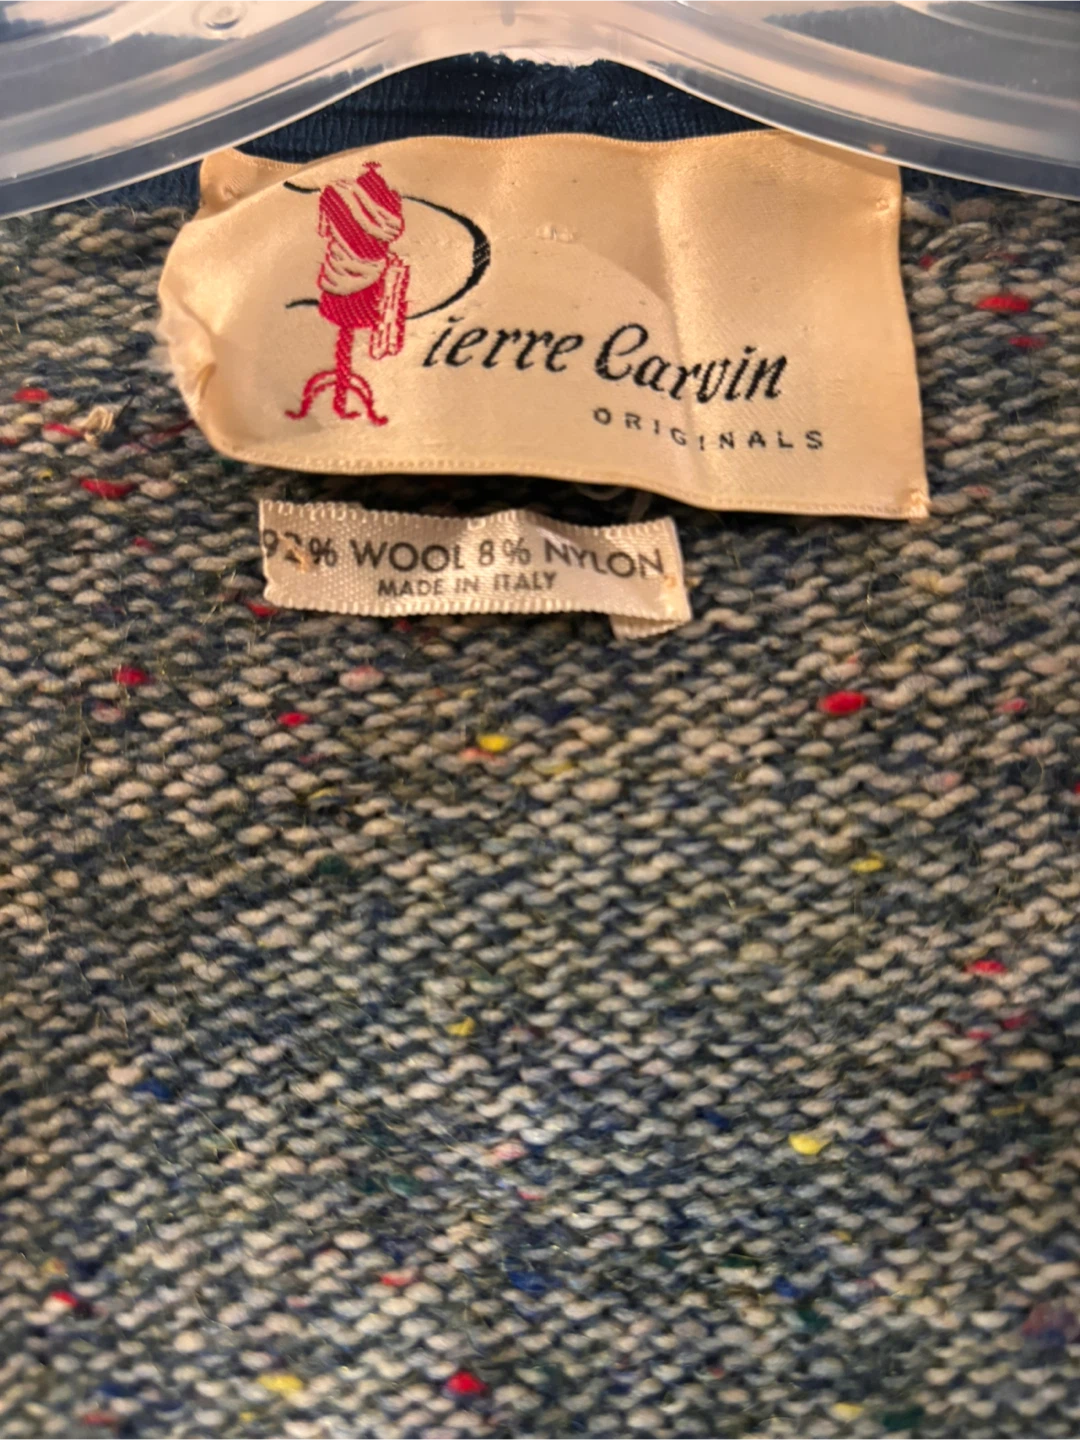 Pierre Carvin
ORIGINALS
92% WOOL 8% NYLON
MADE IN ITALY